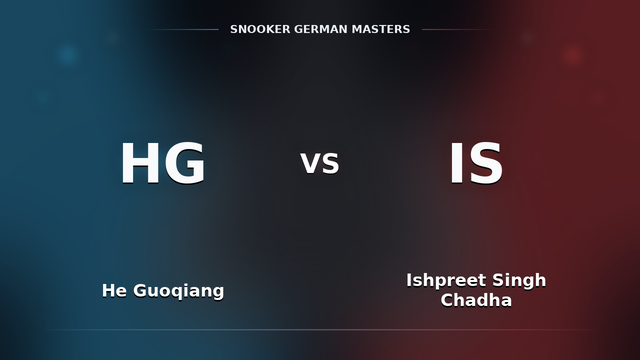 SNOOKER GERMAN MASTERS
HG
VS
IS
He Guoqiang
Ishpreet Singh
Chadha